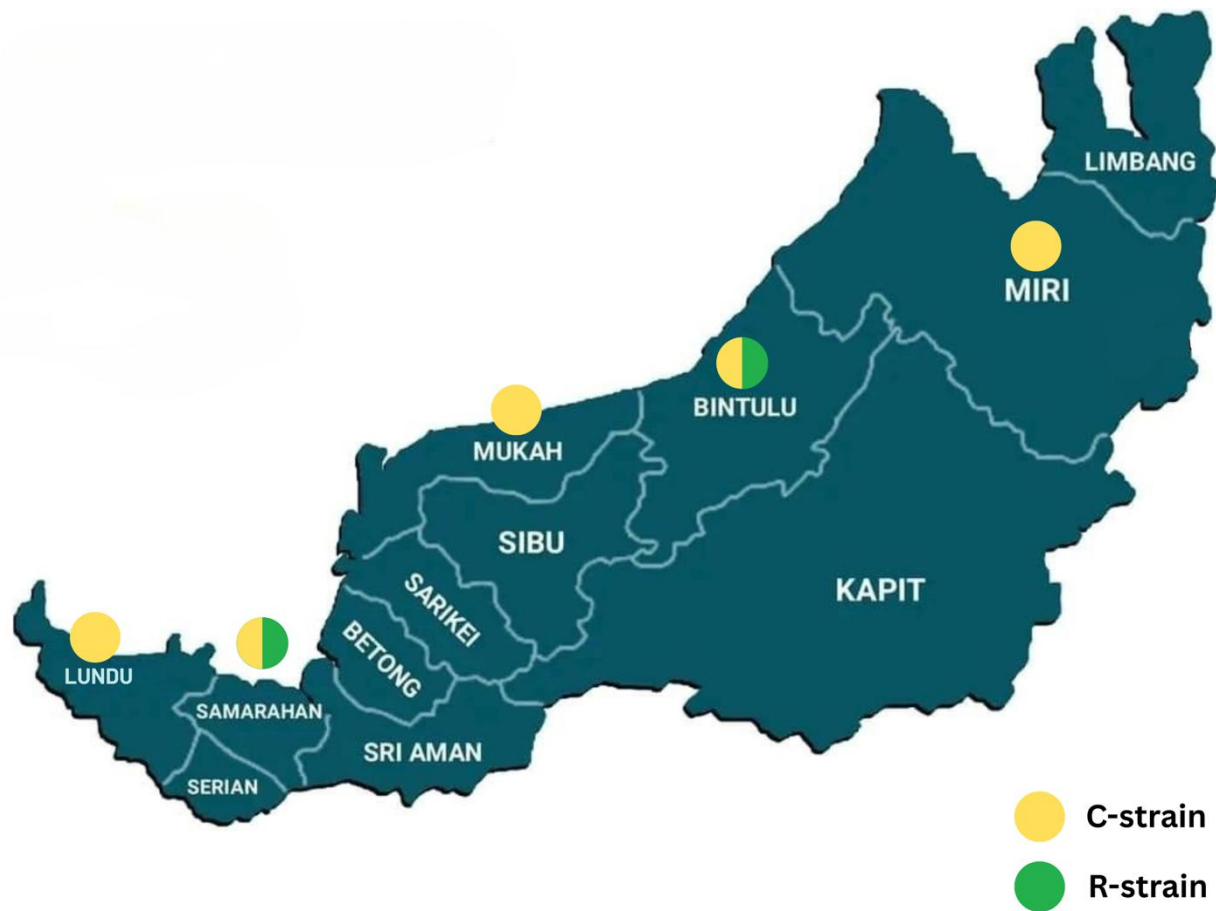 LIMBANG
MIRI
BINTULU
MUKAH
SIBU
KAPIT
SARIKEI
BETONG
LUNDU
SAMARAHAN
SRI AMAN
SERIAN
C-strain
R-strain